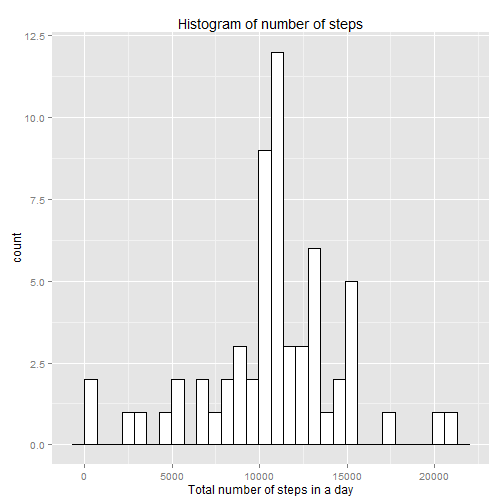 Histogram of number of steps
12.5
10.0
7.5
5.0
2.5
0.0
count
0 5000 10000 15000 20000
Total number of steps in a day